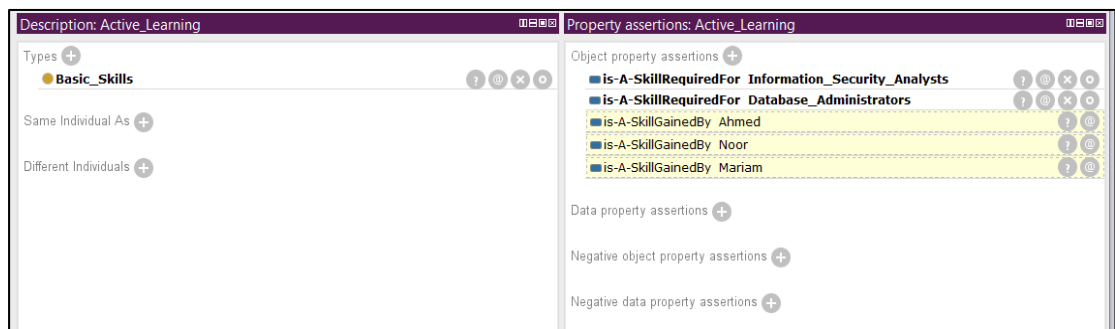 Description: Active_Learning
Types
Basic_Skills
Same Individual As
Different Individuals
Property assertions: Active_Learning
Object property assertions
is-A-SkillRequiredFor Information_Security_Analysts
is-A-SkillRequiredFor Database_Administrators
is-A-SkillGainedBy Ahmed
is-A-SkillGainedBy Noor
is-A-SkillGainedBy Mariam
Data property assertions
Negative object property assertions
Negative data property assertions